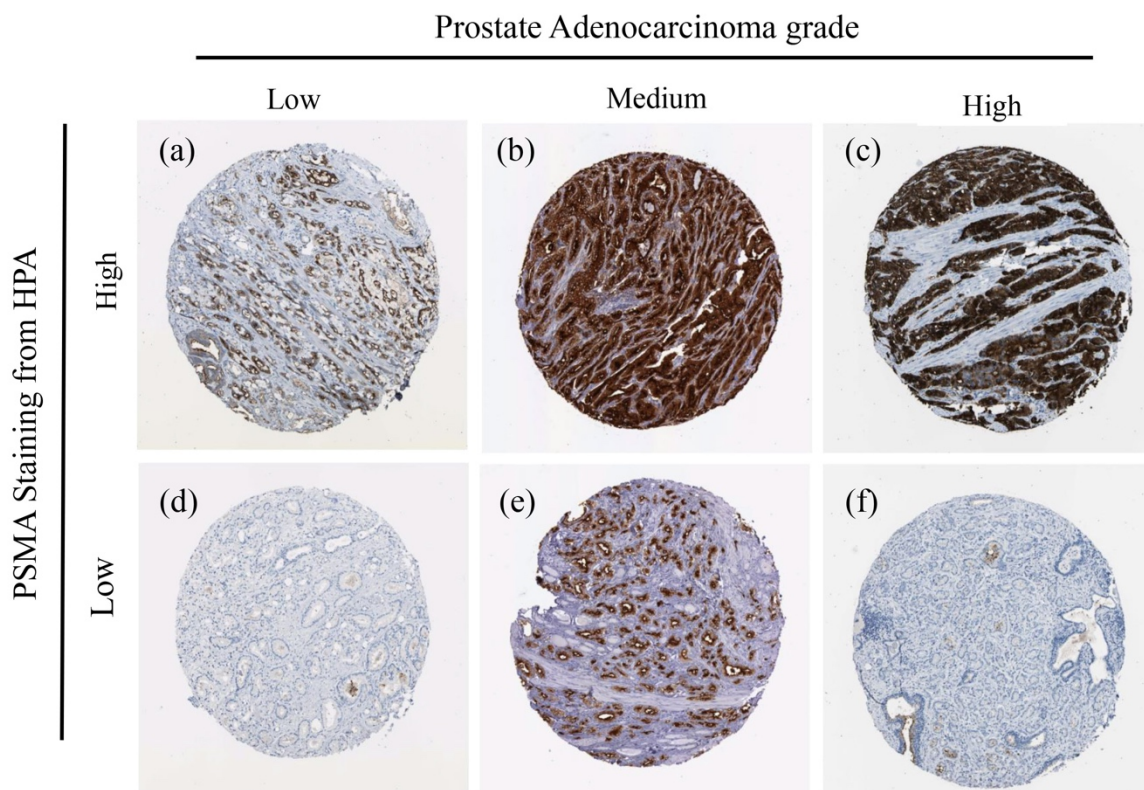 Prostate Adenocarcinoma grade
Low
Medium
High
PSMA Staining from HPA
High
(a)
(b)
(c)
Low
(d)
(e)
(f)